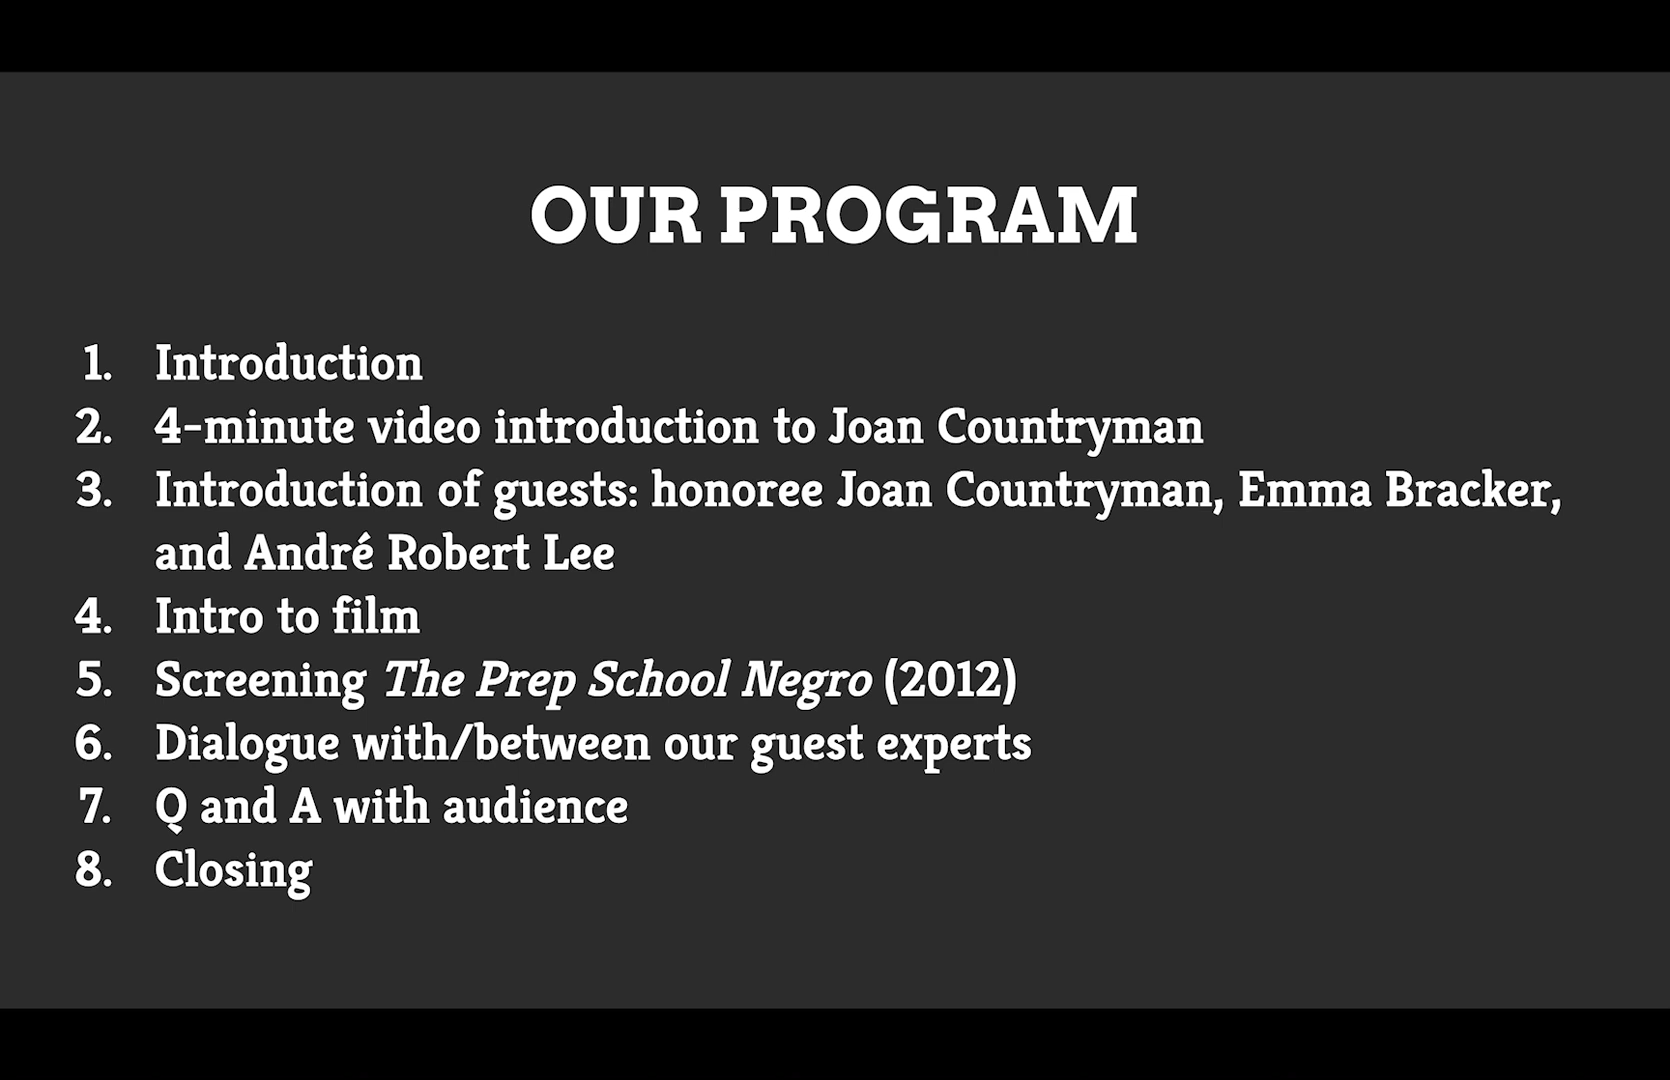 OUR PROGRAM
1. Introduction
2. 4-minute video introduction to Joan Countryman
3. Introduction of guests: honoree Joan Countryman, Emma Bracker,
and André Robert Lee
4. Intro to film
5. Screening The Prep School Negro (2012)
6. Dialogue with/between our guest experts
7. Q and A with audience
8. Closing